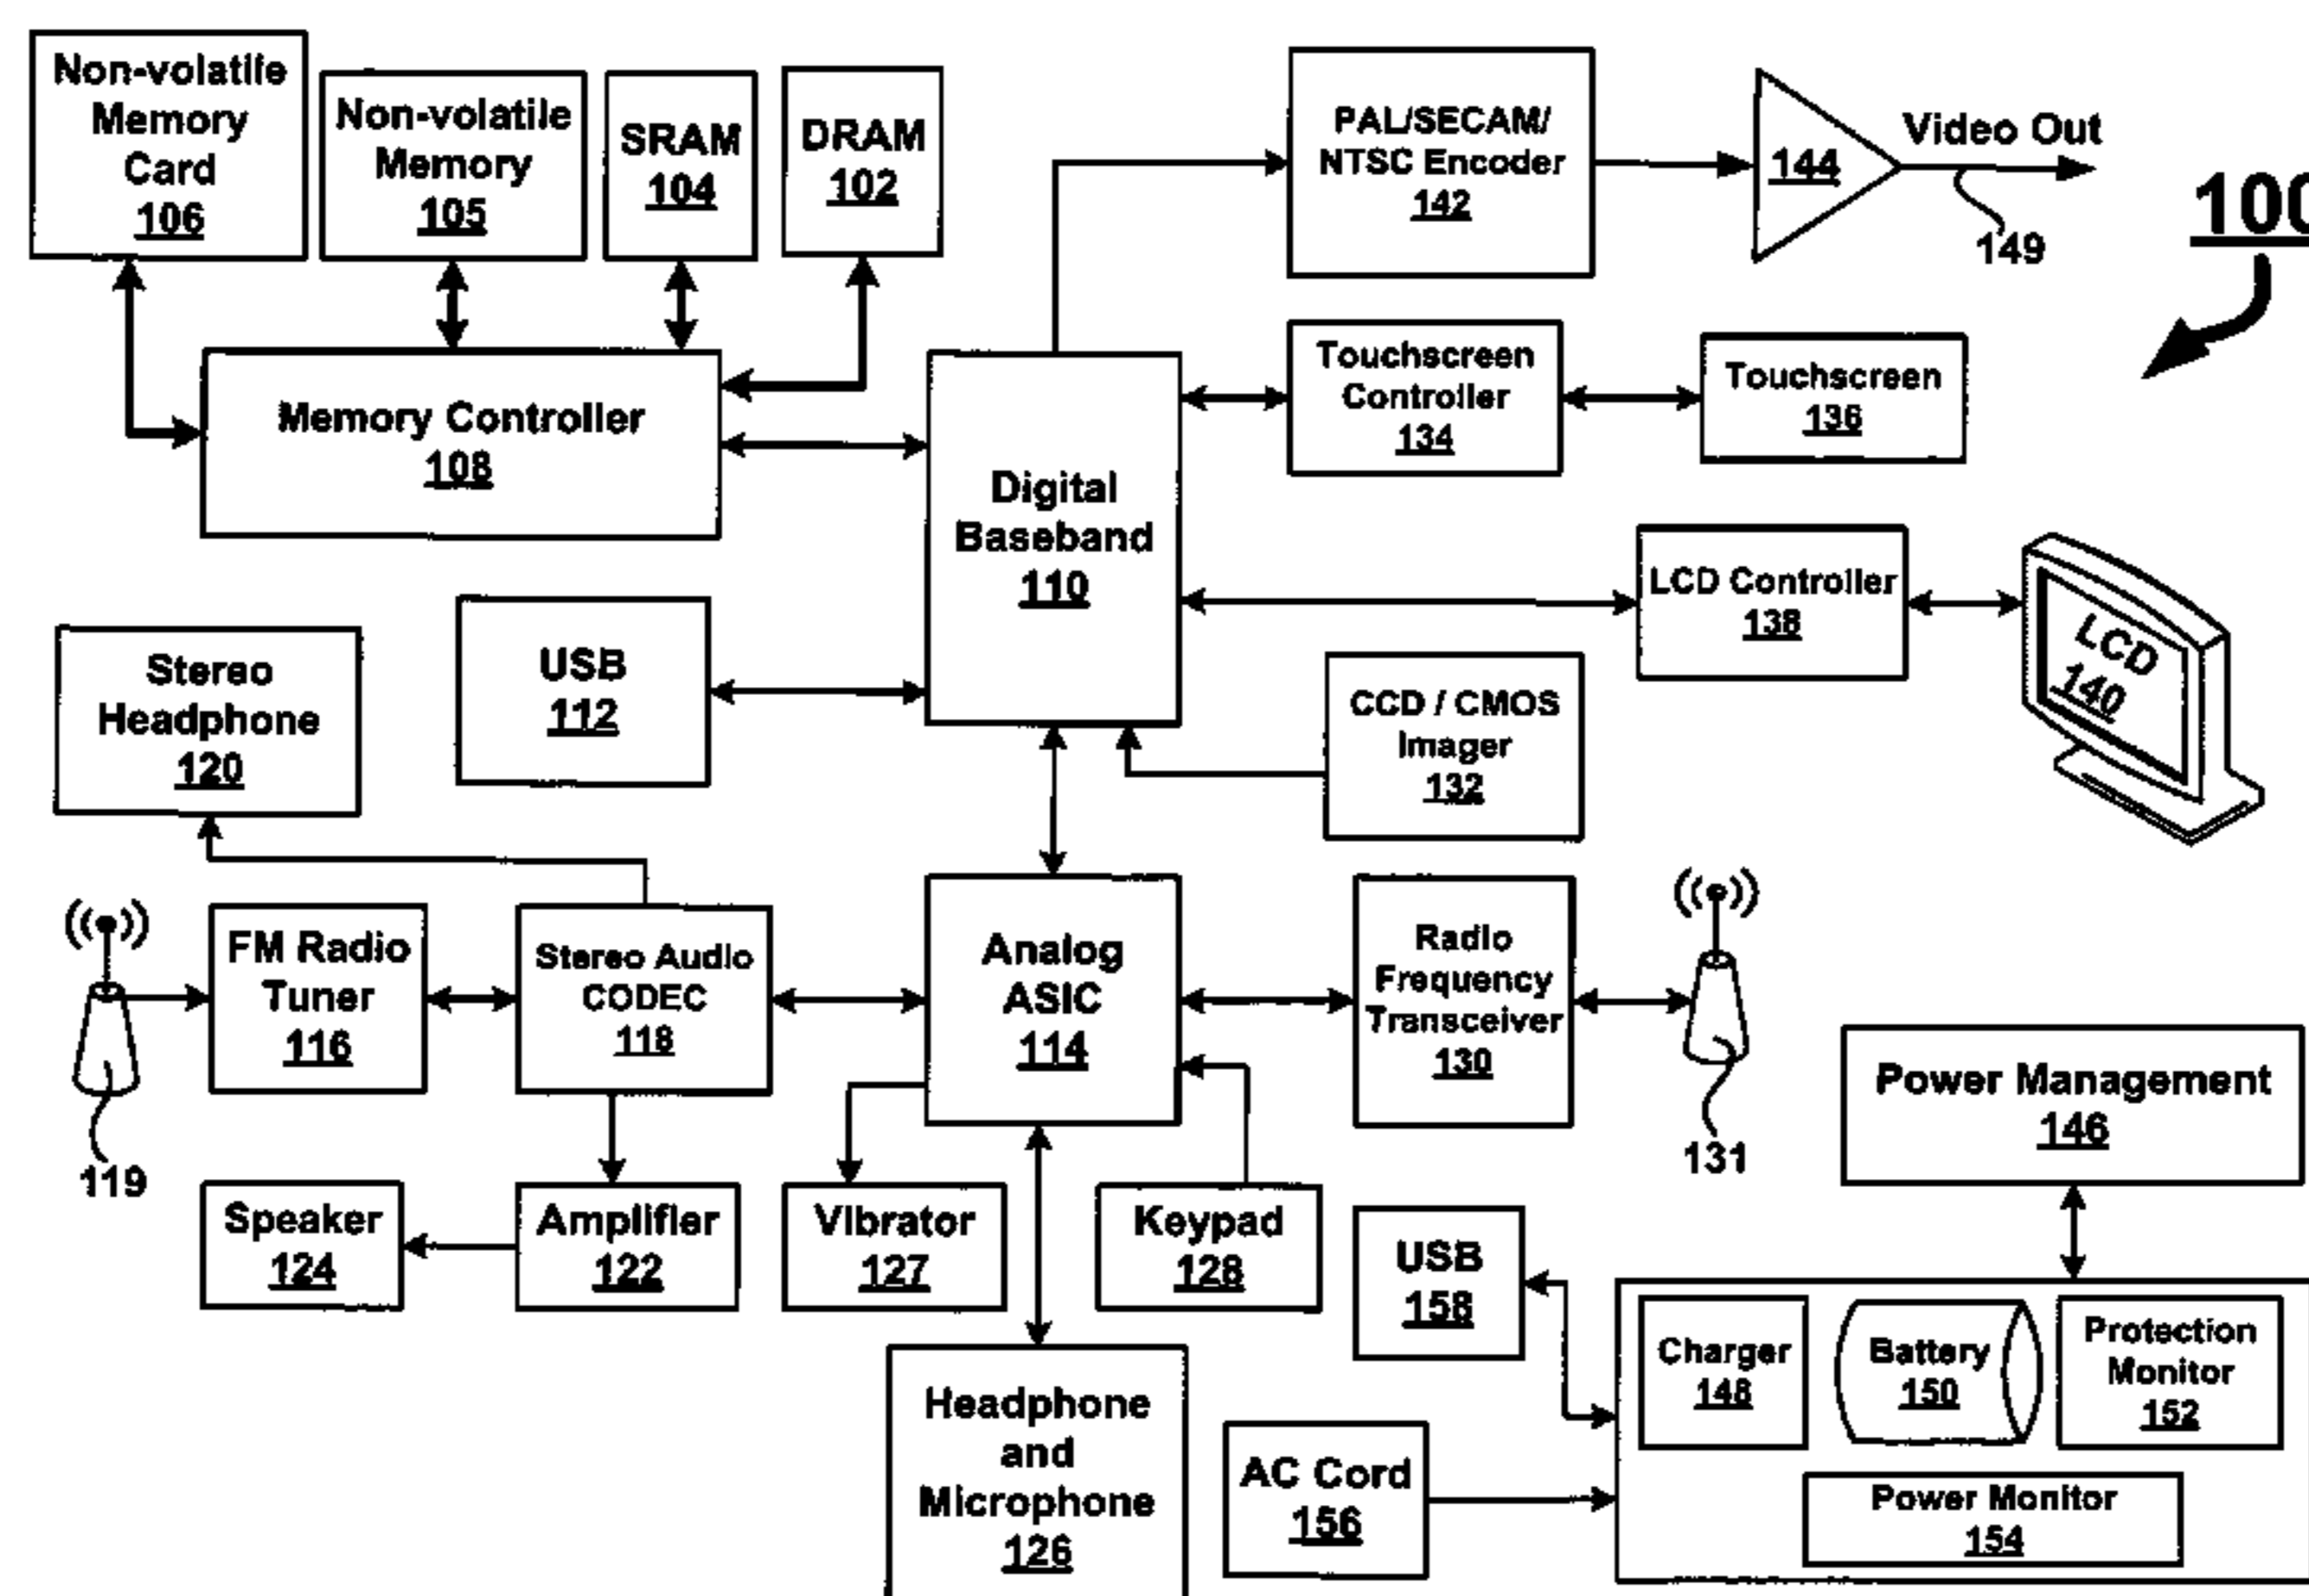 Non-volatile
Memory
Card
106
Non-volatile
Memory
105
SRAM
104
DRAM
102
PAL/SECAM/
NTSC Encoder
142
144
Video Out
149
100
Memory Controller
108
Digital
Baseband
110
Touchscreen
Controller
134
Touchscreen
136
LCD Controller
138
LCD
140
Stereo
Headphone
120
USB
112
CCD / CMOS
Imager
132
119
FM Radio
Tuner
116
Stereo Audio
CODEC
118
Analog
ASIC
114
Radio
Frequency
Transceiver
130
131
Power Management
146
Speaker
124
Amplifier
122
Vibrator
127
Keypad
128
USB
158
Charger
148
Battery
150
Protection
Monitor
152
Headphone
and
Microphone
126
AC Cord
156
Power Monitor
154